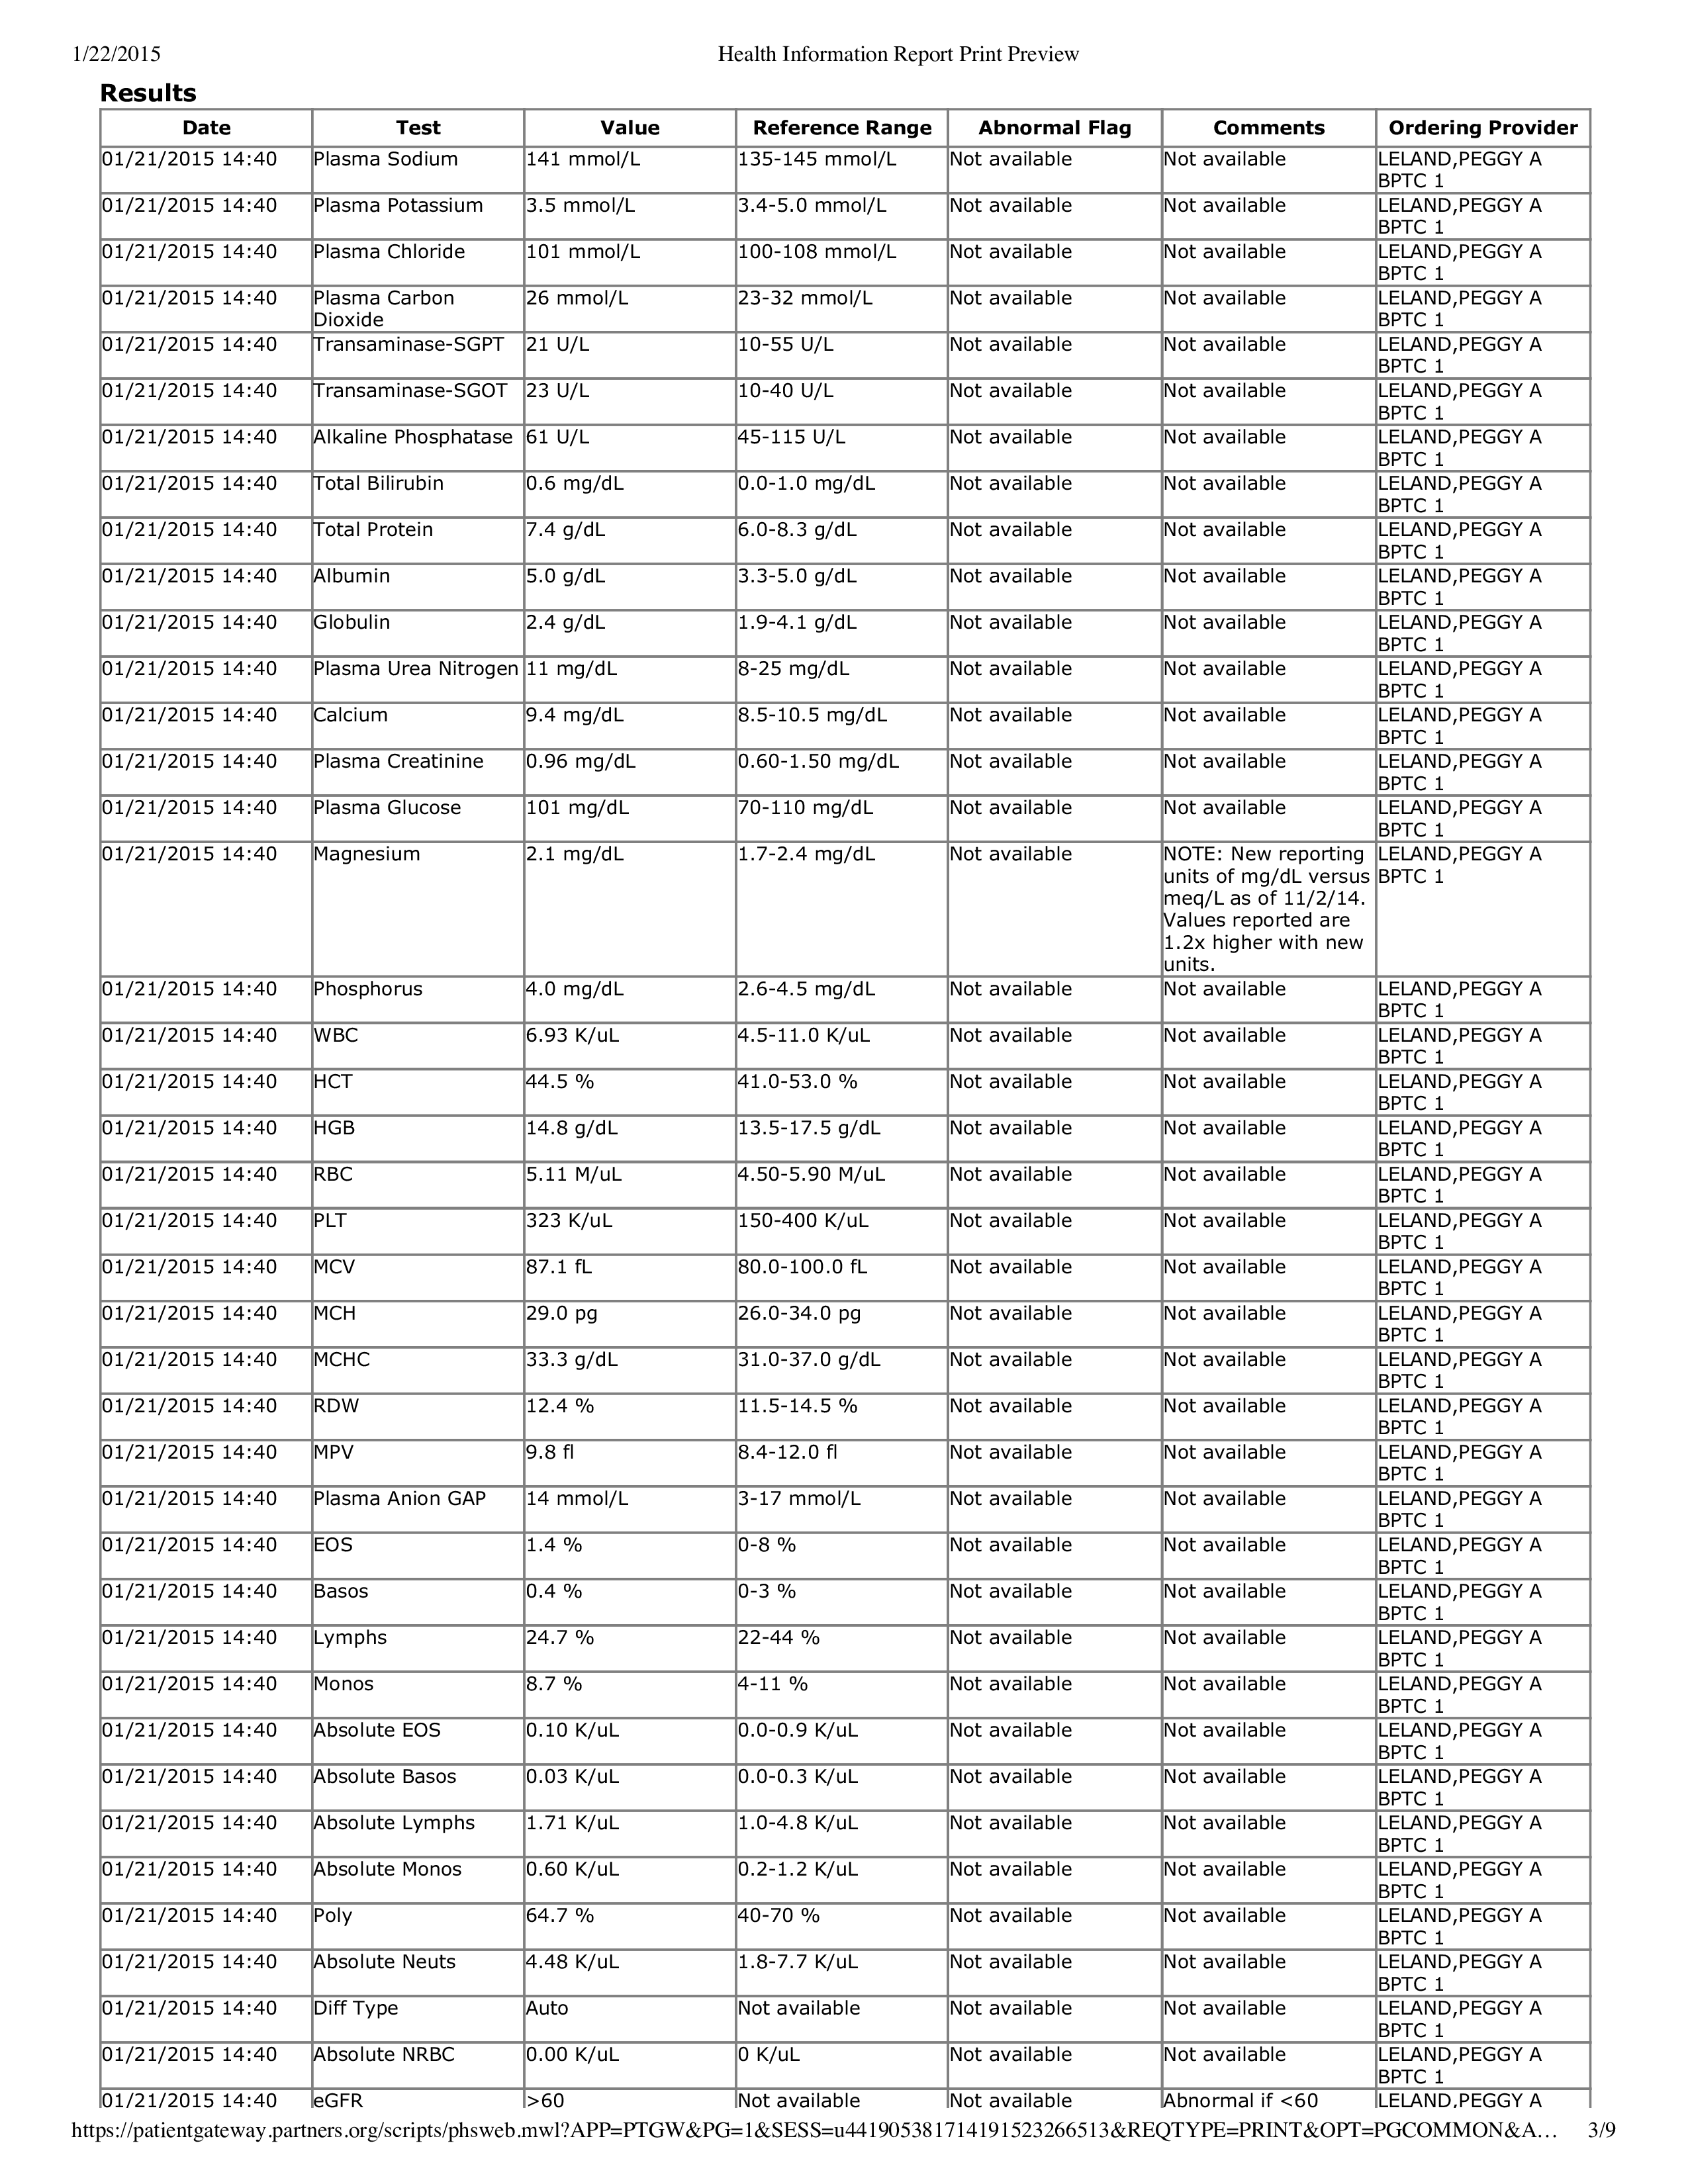 1/22/2015 Health Information Report Print Preview
Results
Date Test Value Reference Range Abnormal Flag Comments Ordering Provider
01/21/2015 14:40 Plasma Sodium 141 mmol/L 135-145 mmol/L Not available Not available LELAND,PEGGY A
BPTC 1
01/21/2015 14:40 Plasma Potassium 3.5 mmol/L 3.4-5.0 mmol/L Not available Not available LELAND,PEGGY A
BPTC 1
01/21/2015 14:40 Plasma Chloride 101 mmol/L 100-108 mmol/L Not available Not available LELAND,PEGGY A
BPTC 1
01/21/2015 14:40 Plasma Carbon 26 mmol/L 23-32 mmol/L Not available Not available LELAND,PEGGY A
Dioxide BPTC 1
01/21/2015 14:40 Transaminase-SGPT 21 U/L 10-55 U/L Not available Not available LELAND,PEGGY A
BPTC 1
01/21/2015 14:40 Transaminase-SGOT 23 U/L 10-40 U/L Not available Not available LELAND,PEGGY A
BPTC 1
01/21/2015 14:40 Alkaline Phosphatase 61 U/L 45-115 U/L Not available Not available LELAND,PEGGY A
BPTC 1
01/21/2015 14:40 Total Bilirubin 0.6 mg/dL 0.0-1.0 mg/dL Not available Not available LELAND,PEGGY A
BPTC 1
01/21/2015 14:40 Total Protein 7.4 g/dL 6.0-8.3 g/dL Not available Not available LELAND,PEGGY A
BPTC 1
01/21/2015 14:40 Albumin 5.0 g/dL 3.3-5.0 g/dL Not available Not available LELAND,PEGGY A
BPTC 1
01/21/2015 14:40 Globulin 2.4 g/dL 1.9-4.1 g/dL Not available Not available LELAND,PEGGY A
BPTC 1
01/21/2015 14:40 Plasma Urea Nitrogen 11 mg/dL 8-25 mg/dL Not available Not available LELAND,PEGGY A
BPTC 1
01/21/2015 14:40 Calcium 9.4 mg/dL 8.5-10.5 mg/dL Not available Not available LELAND,PEGGY A
BPTC 1
01/21/2015 14:40 Plasma Creatinine 0.96 mg/dL 0.60-1.50 mg/dL Not available Not available LELAND,PEGGY A
BPTC 1
01/21/2015 14:40 Plasma Glucose 101 mg/dL 70-110 mg/dL Not available Not available LELAND,PEGGY A
BPTC 1
01/21/2015 14:40 Magnesium 2.1 mg/dL 1.7-2.4 mg/dL Not available NOTE: New reporting LELAND,PEGGY A
units of mg/dL versus BPTC 1
meq/L as of 11/2/14.
Values reported are
1.2x higher with new
units.
01/21/2015 14:40 Phosphorus 4.0 mg/dL 2.6-4.5 mg/dL Not available Not available LELAND,PEGGY A
BPTC 1
01/21/2015 14:40 WBC 6.93 K/uL 4.5-11.0 K/uL Not available Not available LELAND,PEGGY A
BPTC 1
01/21/2015 14:40 HCT 44.5 % 41.0-53.0 % Not available Not available LELAND,PEGGY A
BPTC 1
01/21/2015 14:40 HGB 14.8 g/dL 13.5-17.5 g/dL Not available Not available LELAND,PEGGY A
BPTC 1
01/21/2015 14:40 RBC 5.11 M/uL 4.50-5.90 M/uL Not available Not available LELAND,PEGGY A
BPTC 1
01/21/2015 14:40 PLT 323 K/uL 150-400 K/uL Not available Not available LELAND,PEGGY A
BPTC 1
01/21/2015 14:40 MCV 87.1 fL 80.0-100.0 fL Not available Not available LELAND,PEGGY A
BPTC 1
01/21/2015 14:40 MCH 29.0 pg 26.0-34.0 pg Not available Not available LELAND,PEGGY A
BPTC 1
01/21/2015 14:40 MCHC 33.3 g/dL 31.0-37.0 g/dL Not available Not available LELAND,PEGGY A
BPTC 1
01/21/2015 14:40 RDW 12.4 % 11.5-14.5 % Not available Not available LELAND,PEGGY A
BPTC 1
01/21/2015 14:40 MPV 9.8 fl 8.4-12.0 fl Not available Not available LELAND,PEGGY A
BPTC 1
01/21/2015 14:40 Plasma Anion GAP 14 mmol/L 3-17 mmol/L Not available Not available LELAND,PEGGY A
BPTC 1
01/21/2015 14:40 EOS 1.4 % 0-8 % Not available Not available LELAND,PEGGY A
BPTC 1
01/21/2015 14:40 Basos 0.4 % 0-3 % Not available Not available LELAND,PEGGY A
BPTC 1
01/21/2015 14:40 Lymphs 24.7 % 22-44 % Not available Not available LELAND,PEGGY A
BPTC 1
01/21/2015 14:40 Monos 8.7 % 4-11 % Not available Not available LELAND,PEGGY A
BPTC 1
01/21/2015 14:40 Absolute EOS 0.10 K/uL 0.0-0.9 K/uL Not available Not available LELAND,PEGGY A
BPTC 1
01/21/2015 14:40 Absolute Basos 0.03 K/uL 0.0-0.3 K/uL Not available Not available LELAND,PEGGY A
BPTC 1
01/21/2015 14:40 Absolute Lymphs 1.71 K/uL 1.0-4.8 K/uL Not available Not available LELAND,PEGGY A
BPTC 1
01/21/2015 14:40 Absolute Monos 0.60 K/uL 0.2-1.2 K/uL Not available Not available LELAND,PEGGY A
BPTC 1
01/21/2015 14:40 Poly 64.7 % 40-70 % Not available Not available LELAND,PEGGY A
BPTC 1
01/21/2015 14:40 Absolute Neuts 4.48 K/uL 1.8-7.7 K/uL Not available Not available LELAND,PEGGY A
BPTC 1
01/21/2015 14:40 Diff Type Auto Not available Not available Not available LELAND,PEGGY A
BPTC 1
01/21/2015 14:40 Absolute NRBC 0.00 K/uL 0 K/uL Not available Not available LELAND,PEGGY A
BPTC 1
01/21/2015 14:40 eGFR >60 Not available Not available Abnormal if <60 LELAND,PEGGY A
https://patientgateway.partners.org/scripts/phsweb.mwl?APP=PTGW&PG=1&SESS=u441905381714191523266513&REQTYPE=PRINT&OPT=PGCOMMON&A… 3/9